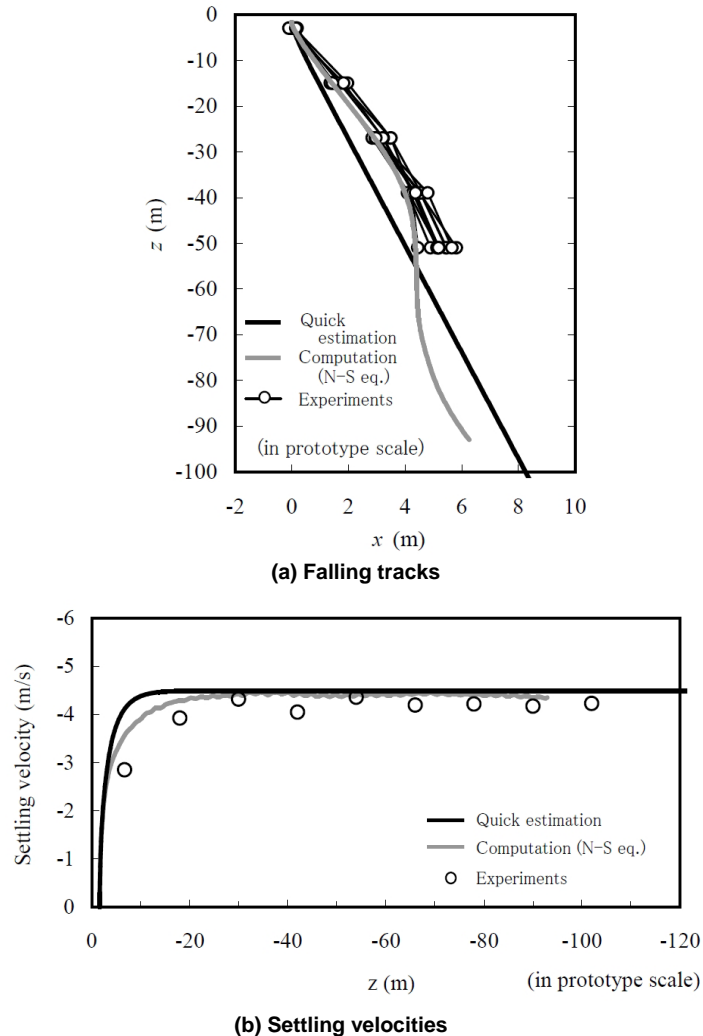 0
-10
-20
-30
-40
-50
-60
-70
-80
-90
-100
z (m)
Quick
estimation
Computation
(N-S eq.)
Experiments
(in prototype scale)
-2 0 2 4 6 8 10
x (m)
(a) Falling tracks
-6
-5
-4
-3
-2
-1
0
Settling velocity (m/s)
Quick estimation
Computation (N-S eq.)
Experiments
0 -20 -40 -60 -80 -100 -120
z (m) (in prototype scale)
(b) Settling velocities